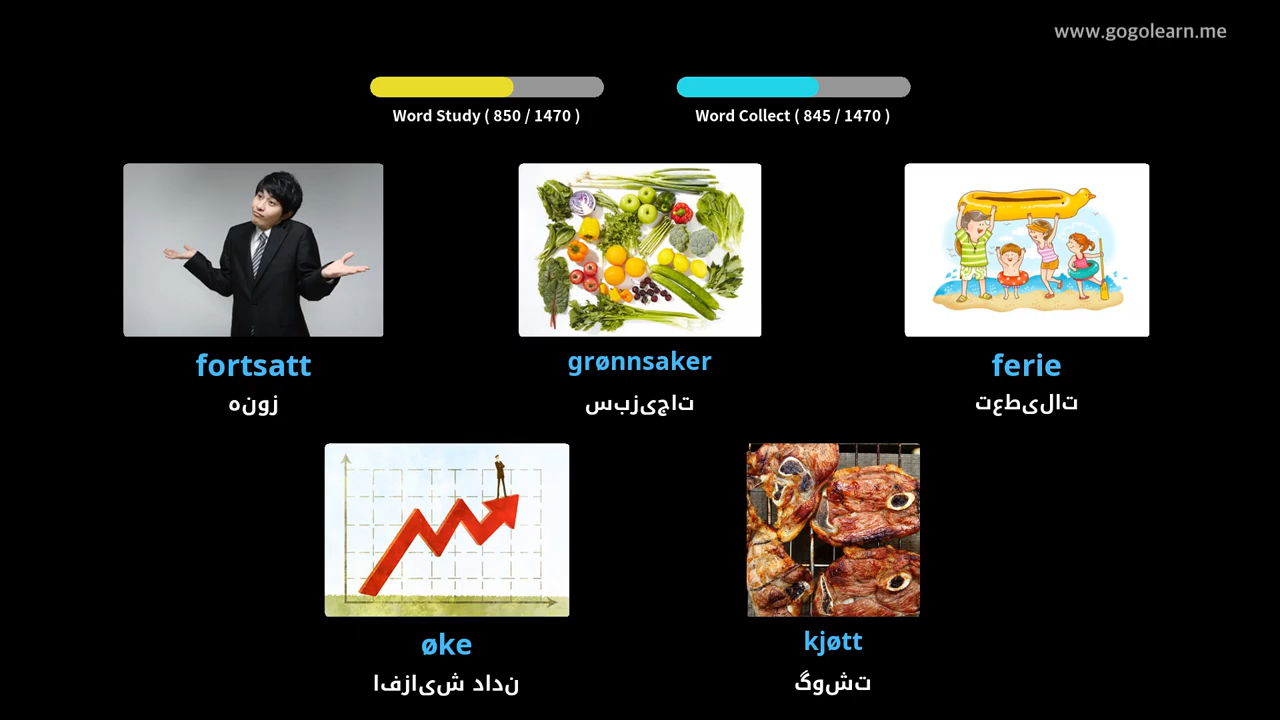 www.gogolearn.me
Word Study ( 850 / 1470 )
Word Collect ( 845 / 1470 )
fortsatt
هنوز
grønnsaker
سبزیجات
ferie
تعطیلات
øke
افزایش دادن
kjøtt
گوشت